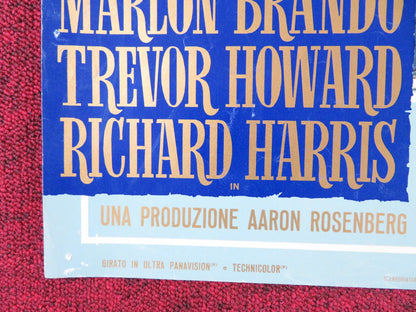 MARLON BRANDO
TREVOR HOWARD
RICHARD HARRIS
IN
UNA PRODUZIONE AARON ROSENBERG
GIRATO IN ULTRA PANAVISION(R) • TECHNICOLOR(R)